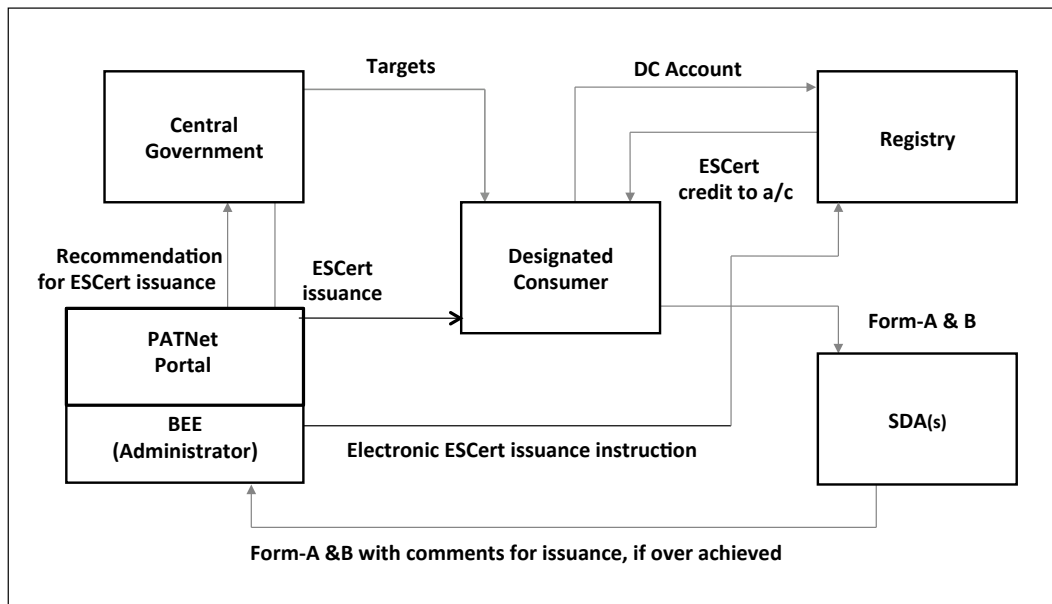 Targets
DC Account
Central
Government
Registry
ESCert
credit to a/c
Designated
Consumer
Recommendation
for ESCert issuance
ESCert
issuance
PATNet
Portal
Form-A & B
BEE
(Administrator)
SDA(s)
Electronic ESCert issuance instruction
Form-A &B with comments for issuance, if over achieved